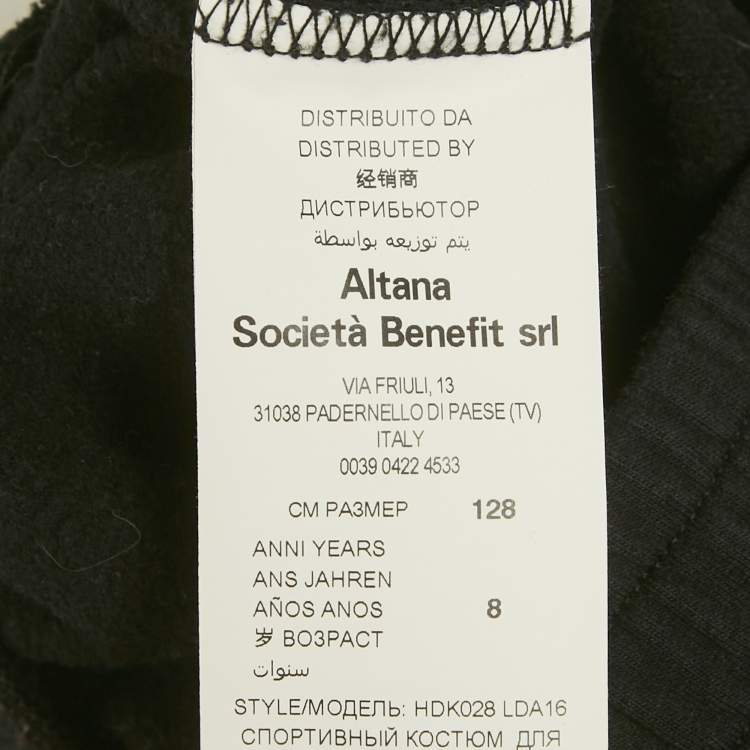 DISTRIBUITO DA
DISTRIBUTED BY
经销商
ДИСТРИБЬЮТОР
يتم توزيعه بواسطة
Altana
Società Benefit srl
VIA FRIULI, 13
31038 PADERNELLO DI PAESE (TV)
ITALY
0039 0422 4533
СМ РАЗМЕР 128
ANNI YEARS
ANS JAHREN
AÑOS ANOS 8
岁 ВОЗРАСТ
سنوات
STYLE/МОДЕЛЬ: HDK028 LDA16
СПОРТИВНЫЙ КОСТЮМ ДЛЯ